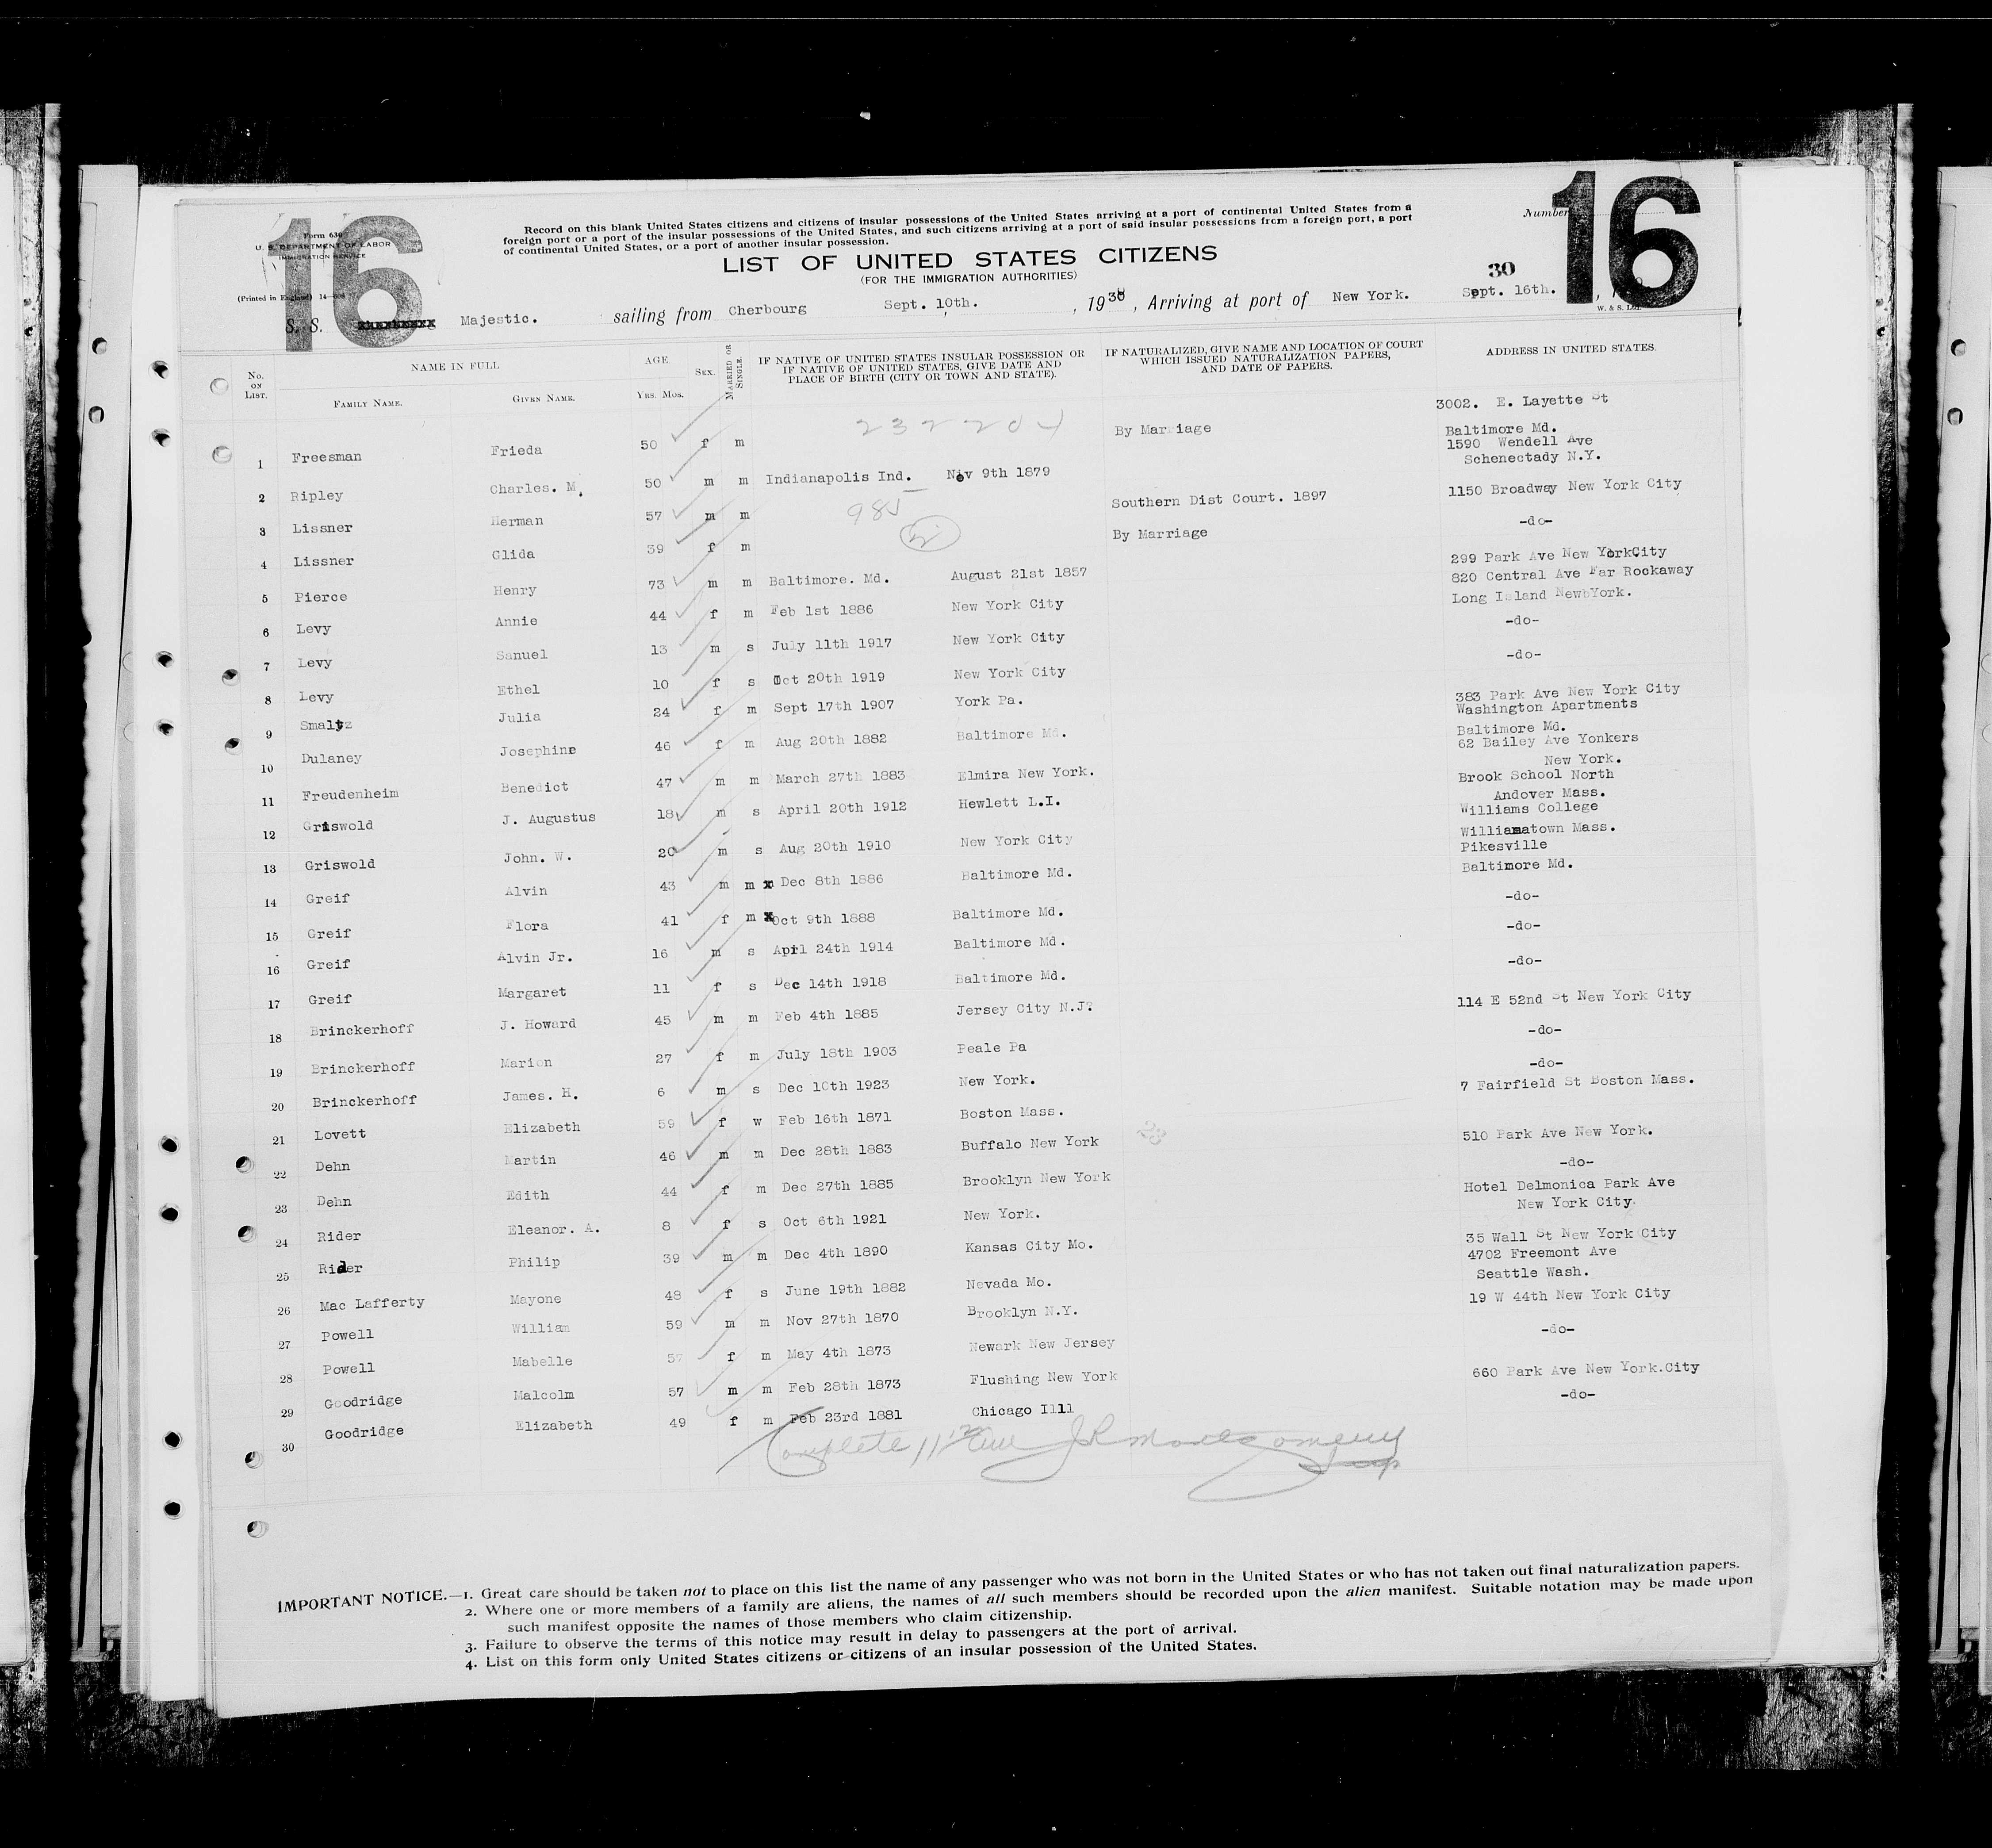 16
Form 630
U. S. DEPARTMENT OF LABOR
IMMIGRATION SERVICE
(Printed in England) 14
Record on this blank United States citizens and citizens of insular possessions of the United States arriving at a port of continental United States from a
foreign port or a port of the insular possessions of the United States, and such citizens arriving at a port of said insular possessions from a foreign port, a port
of continental United States, or a port of another insular possession.
Number
16
LIST OF UNITED STATES CITIZENS
(FOR THE IMMIGRATION AUTHORITIES)
30
S. S. Majestic. sailing from Cherbourg Sept. 10th. , 1930 , Arriving at port of New York. Sept. 16th.
W. & S. Ltd.
No. ON LIST. NAME IN FULL AGE. SEX. MARRIED OR SINGLE. IF NATIVE OF UNITED STATES INSULAR POSSESSION OR IF NATIVE OF UNITED STATES, GIVE DATE AND PLACE OF BIRTH (CITY OR TOWN AND STATE). IF NATURALIZED, GIVE NAME AND LOCATION OF COURT WHICH ISSUED NATURALIZATION PAPERS, AND DATE OF PAPERS. ADDRESS IN UNITED STATES.
FAMILY NAME. GIVEN NAME. YRS. MOS.
3002. E. Layette St
1 Freesman Frieda 50 f m 232204 By Marriage Baltimore Md.
1590 Wendell Ave
2 Ripley Charles. M. 50 m m Indianapolis Ind. Nov 9th 1879 Schenectady N.Y.
3 Lissner Herman 57 m m 985 Southern Dist Court. 1897 1150 Broadway New York City
4 Lissner Glida 39 f m By Marriage -do-
5 Pierce Henry 73 m m Baltimore. Md. August 21st 1857 299 Park Ave New YorkCity
820 Central Ave Far Rockaway
6 Levy Annie 44 f m Feb 1st 1886 New York City Long Island NewbYork.
7 Levy Sanuel 13 m s July 11th 1917 New York City -do-
8 Levy Ethel 10 f s Oct 20th 1919 New York City -do-
9 Smaltz Julia 24 f m Sept 17th 1907 York Pa. 383 Park Ave New York City
Washington Apartments
10 Dulaney Josephine 46 f m Aug 20th 1882 Baltimore Md. Baltimore Md.
62 Bailey Ave Yonkers
11 Freudenheim Benedict 47 m m March 27th 1883 Elmira New York. New York.
Brook School North
12 Griswold J. Augustus 18 m s April 20th 1912 Hewlett L.I. Andover Mass.
Williams College
13 Griswold John. W. 20 m s Aug 20th 1910 New York City Williamatown Mass.
Pikesville
14 Greif Alvin 43 m m x Dec 8th 1886 Baltimore Md. Baltimore Md.
15 Greif Flora 41 f m x Oct 9th 1888 Baltimore Md. -do-
16 Greif Alvin Jr. 16 m s April 24th 1914 Baltimore Md. -do-
17 Greif Margaret 11 f s Dec 14th 1918 Baltimore Md. -do-
18 Brinckerhoff J. Howard 45 m m Feb 4th 1885 Jersey City N.J. 114 E 52nd St New York City
19 Brinckerhoff Marion 27 f m July 18th 1903 Peale Pa -do-
20 Brinckerhoff James. H. 6 m s Dec 10th 1923 New York. -do-
21 Lovett Elizabeth 59 f w Feb 16th 1871 Boston Mass. 7 Fairfield St Boston Mass.
22 Dehn Martin 46 m m Dec 28th 1883 Buffalo New York 510 Park Ave New York.
23 Dehn Edith 44 f m Dec 27th 1885 Brooklyn New York -do-
Hotel Delmonica Park Ave
24 Rider Eleanor. A. 8 f s Oct 6th 1921 New York. New York City.
25 Rider Philip 39 m m Dec 4th 1890 Kansas City Mo. 35 Wall St New York City
4702 Freemont Ave
26 Mac Lafferty Mayone 48 f s June 19th 1882 Nevada Mo. Seattle Wash.
27 Powell William 59 m m Nov 27th 1870 Brooklyn N.Y. 19 W 44th New York City
28 Powell Mabelle 57 f m May 4th 1873 Newark New Jersey -do-
29 Goodridge Malcolm 57 m m Feb 28th 1873 Flushing New York 660 Park Ave New York.City
30 Goodridge Elizabeth 49 f m Feb 23rd 1881 Chicago Illl -do-
Complete J R Montgomery
IMPORTANT NOTICE.—1. Great care should be taken not to place on this list the name of any passenger who was not born in the United States or who has not taken out final naturalization papers.
2. Where one or more members of a family are aliens, the names of all such members should be recorded upon the alien manifest. Suitable notation may be made upon
such manifest opposite the names of those members who claim citizenship.
3. Failure to observe the terms of this notice may result in delay to passengers at the port of arrival.
4. List on this form only United States citizens or citizens of an insular possession of the United States.